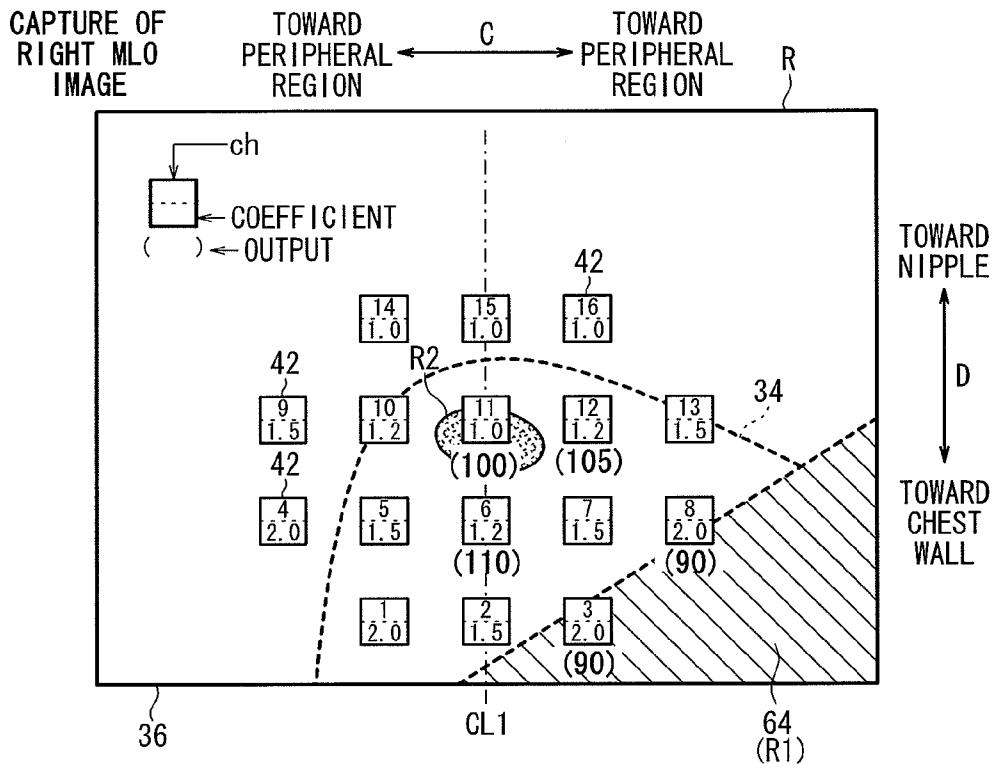 CAPTURE OF
RIGHT MLO
IMAGE
TOWARD
PERIPHERAL
REGION
C
TOWARD
PERIPHERAL
REGION
R
ch
COEFFICIENT
( ) OUTPUT
TOWARD
NIPPLE
D
TOWARD
CHEST
WALL
42
14
1.0
15
1.0
16
1.0
42
R2
34
9
1.5
10
1.2
11
1.0
(100)
12
1.2
(105)
13
1.5
42
4
2.0
5
1.5
6
1.2
(110)
7
1.5
8
2.0
(90)
1
2.0
2
1.5
3
2.0
(90)
36
CL1
64
(R1)